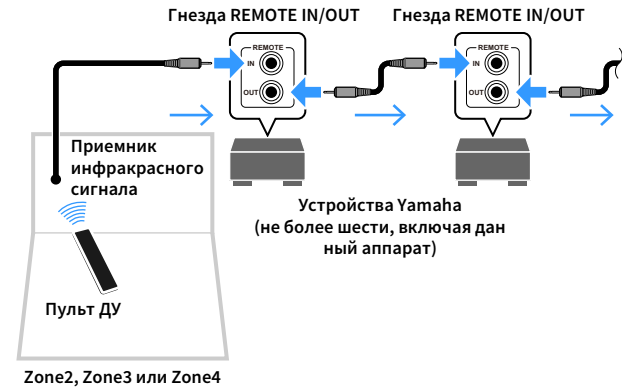 Гнезда REMOTE IN/OUT
Гнезда REMOTE IN/OUT
REMOTE
IN
OUT
REMOTE
IN
OUT
Приемник
инфракрасного
сигнала
Устройства Yamaha
(не более шести, включая дан
ный аппарат)
Пульт ДУ
Zone2, Zone3 или Zone4